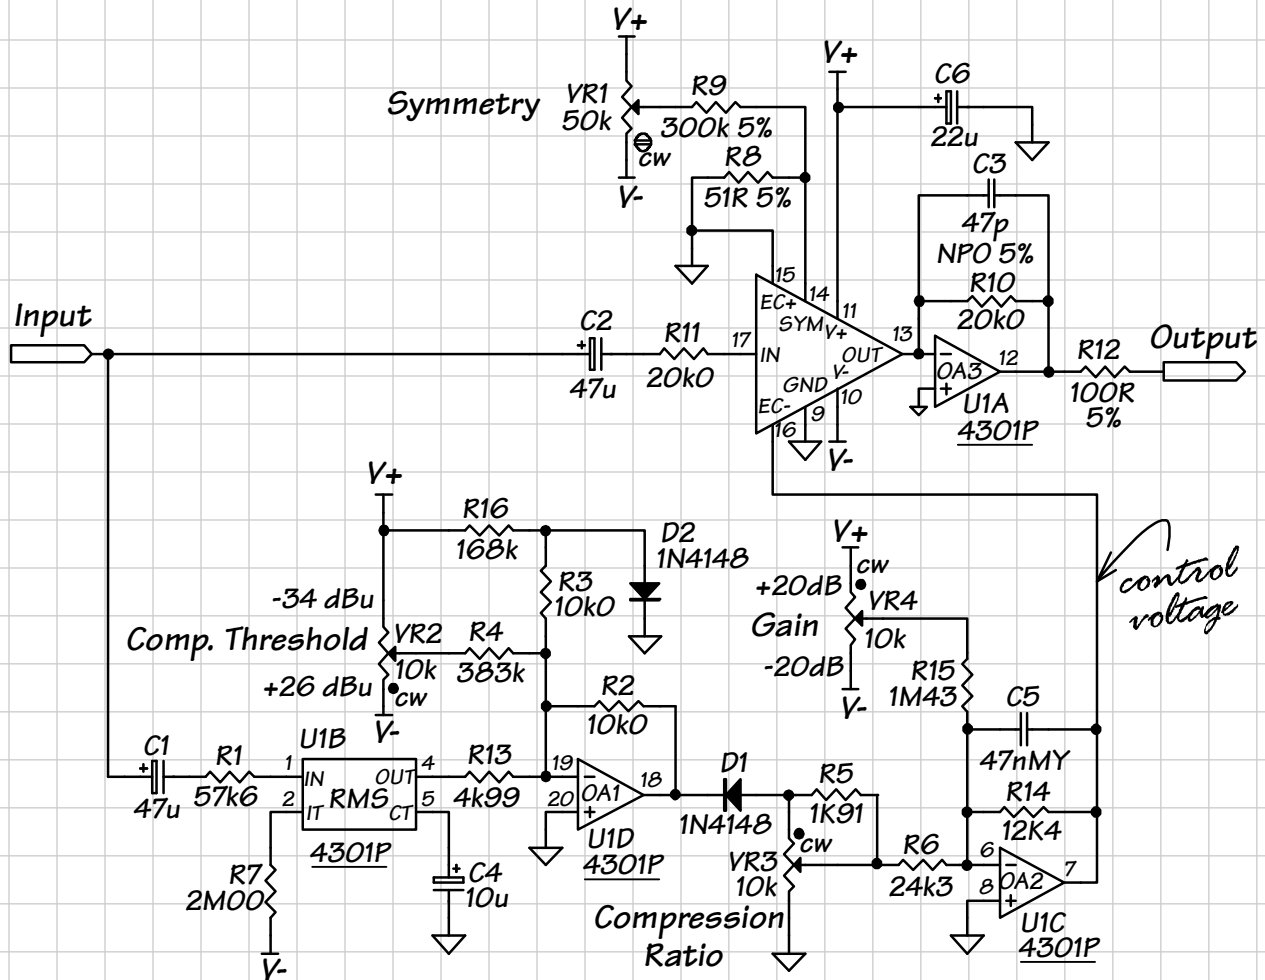 V+
V+
Symmetry
VR1
50k
cw
V-
R9
300k 5%
R8
51R 5%
+
C6
22u
C3
47p
NPO 5%
R10
20k0
Input
+
C2
47u
R11
20k0
17
IN
15
EC+
14
SYM
11
V+
13
OUT
V-
10
GND
9
EC-
16
V-
-
+
OA3
12
U1A
4301P
R12
100R
5%
Output
V+
R16
168k
D2
1N4148
R3
10k0
-34 dBu
Comp. Threshold
+26 dBu
VR2
10k
cw
V-
R4
383k
R2
10k0
V+
cw
+20dB
VR4
Gain
10k
-20dB
V-
R15
1M43
C5
47nMY
control
voltage
+
C1
47u
R1
57k6
U1B
1
IN
2
IT
RMS
OUT
4
CT
5
4301P
R13
4k99
19
-
20
+
OA1
18
U1D
4301P
D1
1N4148
R5
1K91
cw
VR3
10k
R6
24k3
R14
12K4
6
-
8
+
OA2
7
U1C
4301P
R7
2M00
V-
+
C4
10u
Compression
Ratio